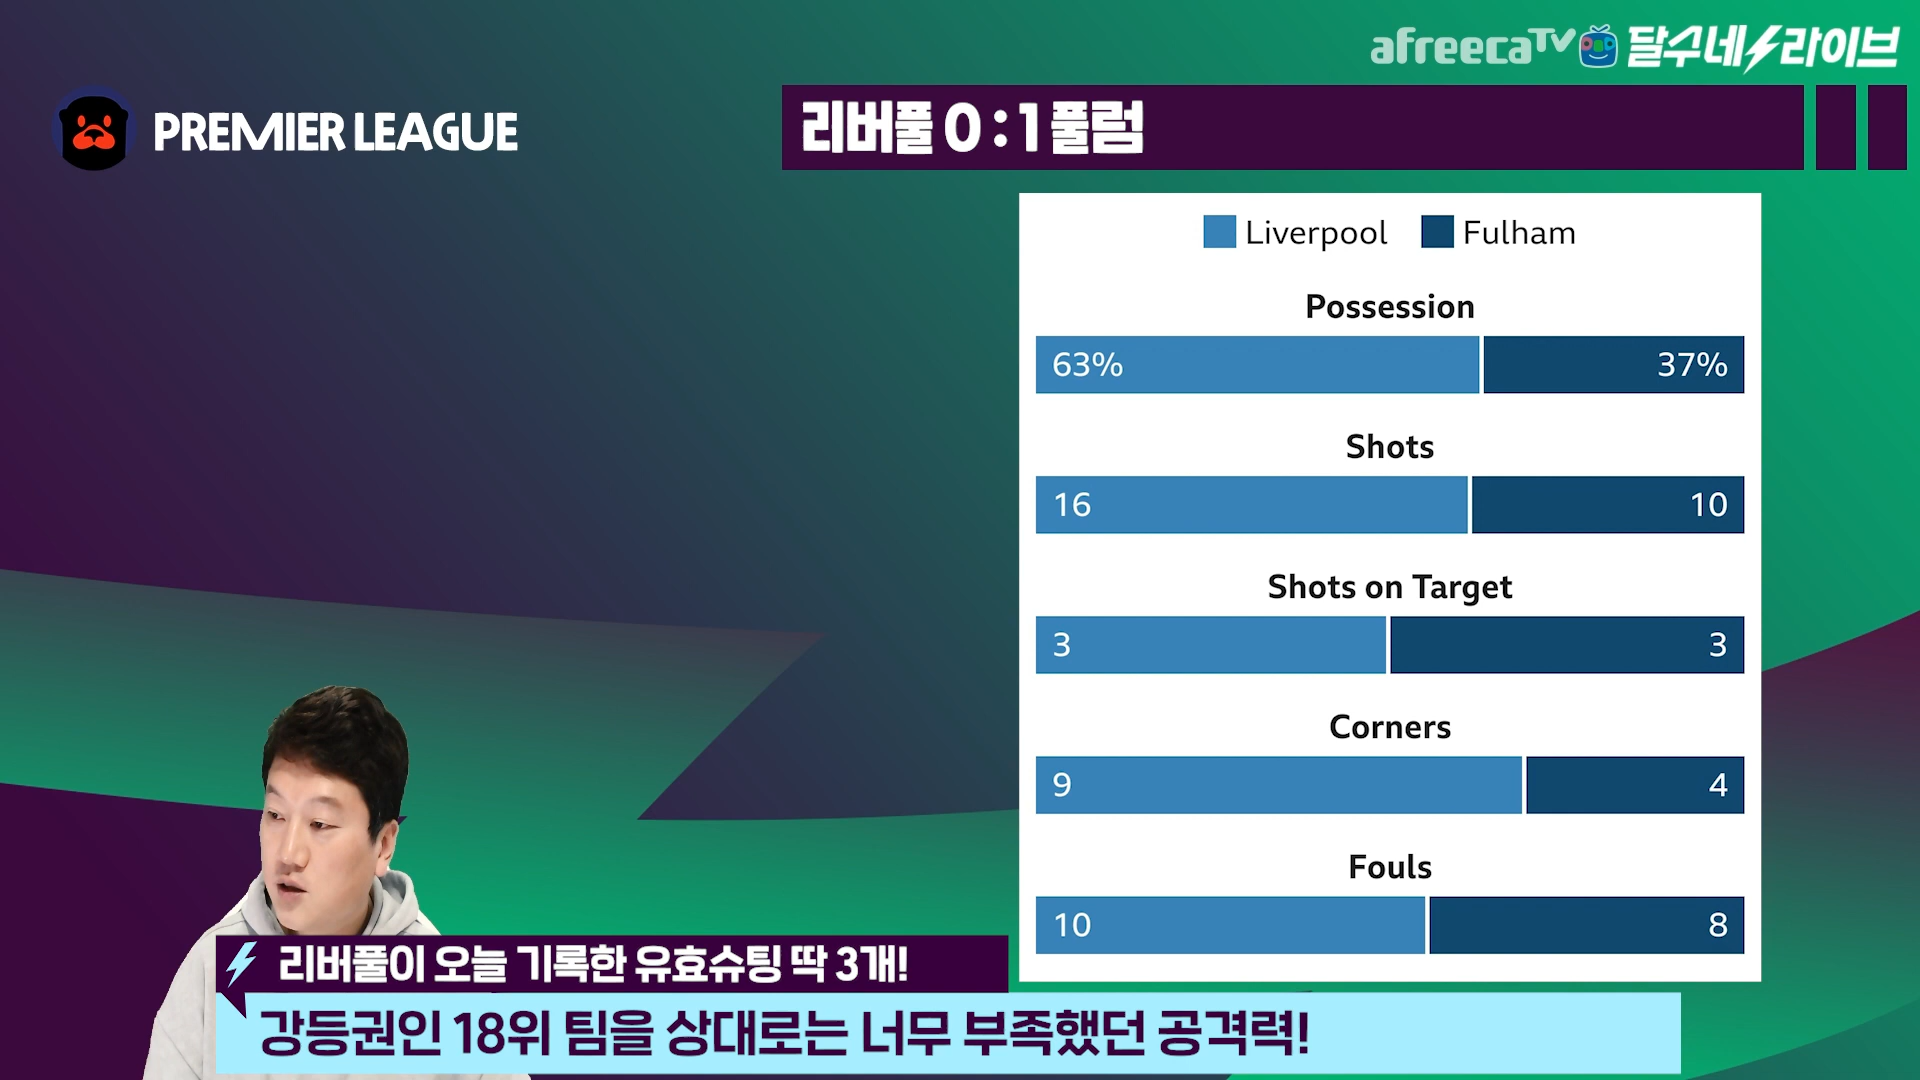 afreecaTV 달수네라이브
PREMIER LEAGUE
리버풀 0 : 1 풀럼
Liverpool Fulham
Possession
63% 37%
Shots
16 10
Shots on Target
3 3
Corners
9 4
Fouls
10 8
리버풀이 오늘 기록한 유효슈팅 딱 3개!
강등권인 18위 팀을 상대로는 너무 부족했던 공격력!